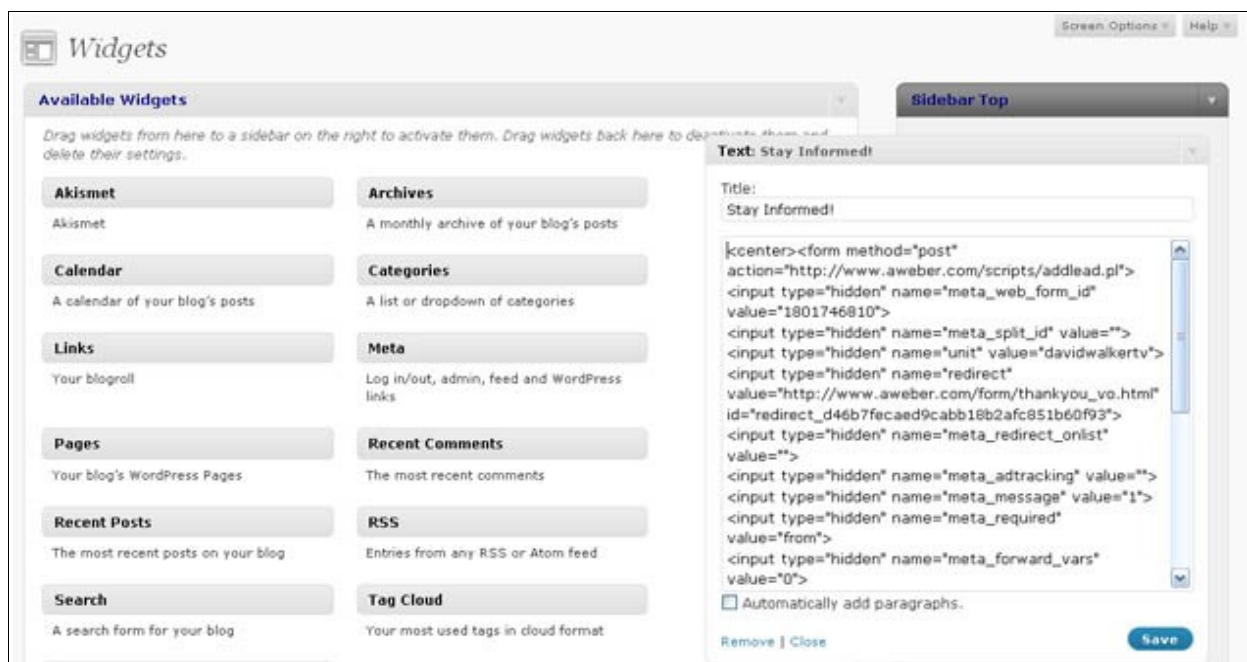 Screen Options
Help
Widgets
Available Widgets
Drag widgets from here to a sidebar on the right to activate them. Drag widgets back here to deactivate them and
delete their settings.
Akismet
Akismet
Archives
A monthly archive of your blog's posts
Calendar
A calendar of your blog's posts
Categories
A list or dropdown of categories
Links
Your blogroll
Meta
Log in/out, admin, feed and WordPress
links
Pages
Your blog's WordPress Pages
Recent Comments
The most recent comments
Recent Posts
The most recent posts on your blog
RSS
Entries from any RSS or Atom feed
Search
A search form for your blog
Tag Cloud
Your most used tags in cloud format
Sidebar Top
Text: Stay Informed!
Title:
Stay Informed!
<center><form method="post"
action="http://www.aweber.com/scripts/addlead.pl">
<input type="hidden" name="meta_web_form_id"
value="1801746810">
<input type="hidden" name="meta_split_id" value="">
<input type="hidden" name="unit" value="davidwalkertv">
<input type="hidden" name="redirect"
value="http://www.aweber.com/form/thankyou_vo.html"
id="redirect_d46b7fecaed9cabb18b2afc851b60f93">
<input type="hidden" name="meta_redirect_onlist"
value="">
<input type="hidden" name="meta_adtracking" value="">
<input type="hidden" name="meta_message" value="1">
<input type="hidden" name="meta_required"
value="from">
<input type="hidden" name="meta_forward_vars"
value="0">
Automatically add paragraphs.
Remove | Close
Save